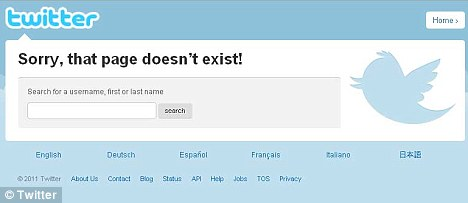 twitter
Home ›
Sorry, that page doesn't exist!
Search for a username, first or last name
search
English Deutsch Español Français Italiano 日本語
© 2011 Twitter About Us Contact Blog Status API Help Jobs TOS Privacy
© Twitter